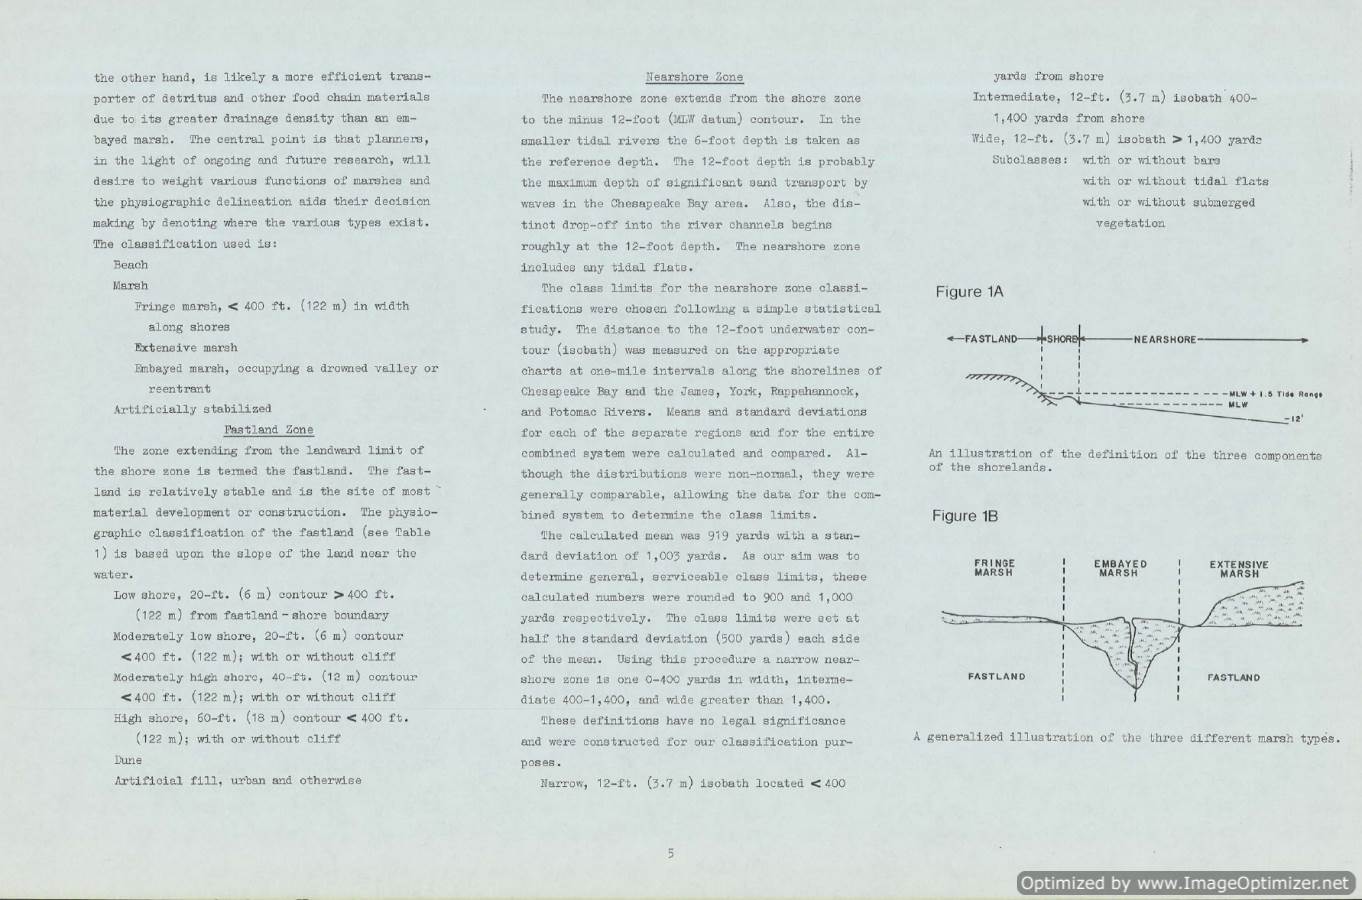 the other hand, is likely a more efficient trans-
porter of detritus and other food chain materials
due to its greater drainage density than an em-
bayed marsh. The central point is that planners,
in the light of ongoing and future research, will
desire to weight various functions of marshes and
the physiographic delineation aids their decision
making by denoting where the various types exist.
The classification used is:
Beach
Marsh
Fringe marsh, < 400 ft. (122 m) in width
along shores
Extensive marsh
Embayed marsh, occupying a drowned valley or
reentrant
Artificially stabilized
Fastland Zone
The zone extending from the landward limit of
the shore zone is termed the fastland. The fast-
land is relatively stable and is the site of most
material development or construction. The physio-
graphic classification of the fastland (see Table
1) is based upon the slope of the land near the
water.
Low shore, 20-ft. (6 m) contour > 400 ft.
(122 m) from fastland - shore boundary
Moderately low shore, 20-ft. (6 m) contour
< 400 ft. (122 m); with or without cliff
Moderately high shore, 40-ft. (12 m) contour
< 400 ft. (122 m); with or without cliff
High shore, 60-ft. (18 m) contour < 400 ft.
(122 m); with or without cliff
Dune
Artificial fill, urban and otherwise
Nearshore Zone
The nearshore zone extends from the shore zone
to the minus 12-foot (MLW datum) contour. In the
smaller tidal rivers the 6-foot depth is taken as
the reference depth. The 12-foot depth is probably
the maximum depth of significant sand transport by
waves in the Chesapeake Bay area. Also, the dis-
tinct drop-off into the river channels begins
roughly at the 12-foot depth. The nearshore zone
includes any tidal flats.
The class limits for the nearshore zone classi-
fications were chosen following a simple statistical
study. The distance to the 12-foot underwater con-
tour (isobath) was measured on the appropriate
charts at one-mile intervals along the shorelines of
Chesapeake Bay and the James, York, Rappahannock,
and Potomac Rivers. Means and standard deviations
for each of the separate regions and for the entire
combined system were calculated and compared. Al-
though the distributions were non-normal, they were
generally comparable, allowing the data for the com-
bined system to determine the class limits.
The calculated mean was 919 yards with a stan-
dard deviation of 1,003 yards. As our aim was to
determine general, serviceable class limits, these
calculated numbers were rounded to 900 and 1,000
yards respectively. The class limits were set at
half the standard deviation (500 yards) each side
of the mean. Using this procedure a narrow near-
shore zone is one 0-400 yards in width, interme-
diate 400-1,400, and wide greater than 1,400.
These definitions have no legal significance
and were constructed for our classification pur-
poses.
Narrow, 12-ft. (3.7 m) isobath located < 400
yards from shore
Intermediate, 12-ft. (3.7 m) isobath 400-
1,400 yards from shore
Wide, 12-ft. (3.7 m) isobath > 1,400 yards
Subclasses: with or without bars
with or without tidal flats
with or without submerged
vegetation
Figure 1A
FASTLAND SHORE NEARSHORE
MLW + 1.5 Tide Range
MLW
-12'
An illustration of the definition of the three components
of the shorelands.
Figure 1B
FRINGE MARSH
EMBAYED MARSH
EXTENSIVE MARSH
FASTLAND
FASTLAND
A generalized illustration of the three different marsh types.
5
Optimized by www.ImageOptimizer.net